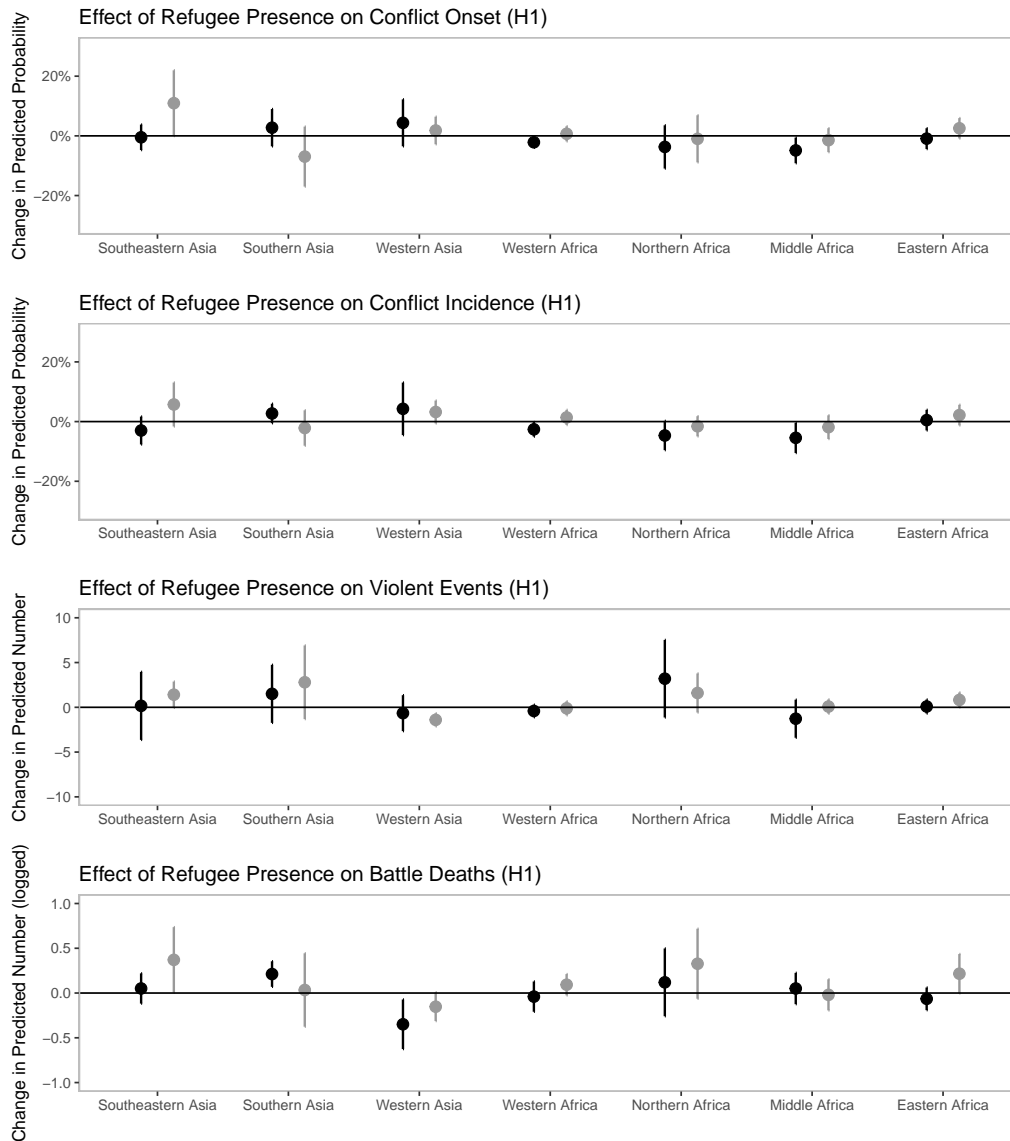 Effect of Refugee Presence on Conflict Onset (H1)
Change in Predicted Probability
20%
0%
−20%
Southeastern Asia Southern Asia Western Asia Western Africa Northern Africa Middle Africa Eastern Africa
Effect of Refugee Presence on Conflict Incidence (H1)
Change in Predicted Probability
20%
0%
−20%
Southeastern Asia Southern Asia Western Asia Western Africa Northern Africa Middle Africa Eastern Africa
Effect of Refugee Presence on Violent Events (H1)
Change in Predicted Number
10
5
0
−5
−10
Southeastern Asia Southern Asia Western Asia Western Africa Northern Africa Middle Africa Eastern Africa
Effect of Refugee Presence on Battle Deaths (H1)
Change in Predicted Number (logged)
1.0
0.5
0.0
−0.5
−1.0
Southeastern Asia Southern Asia Western Asia Western Africa Northern Africa Middle Africa Eastern Africa